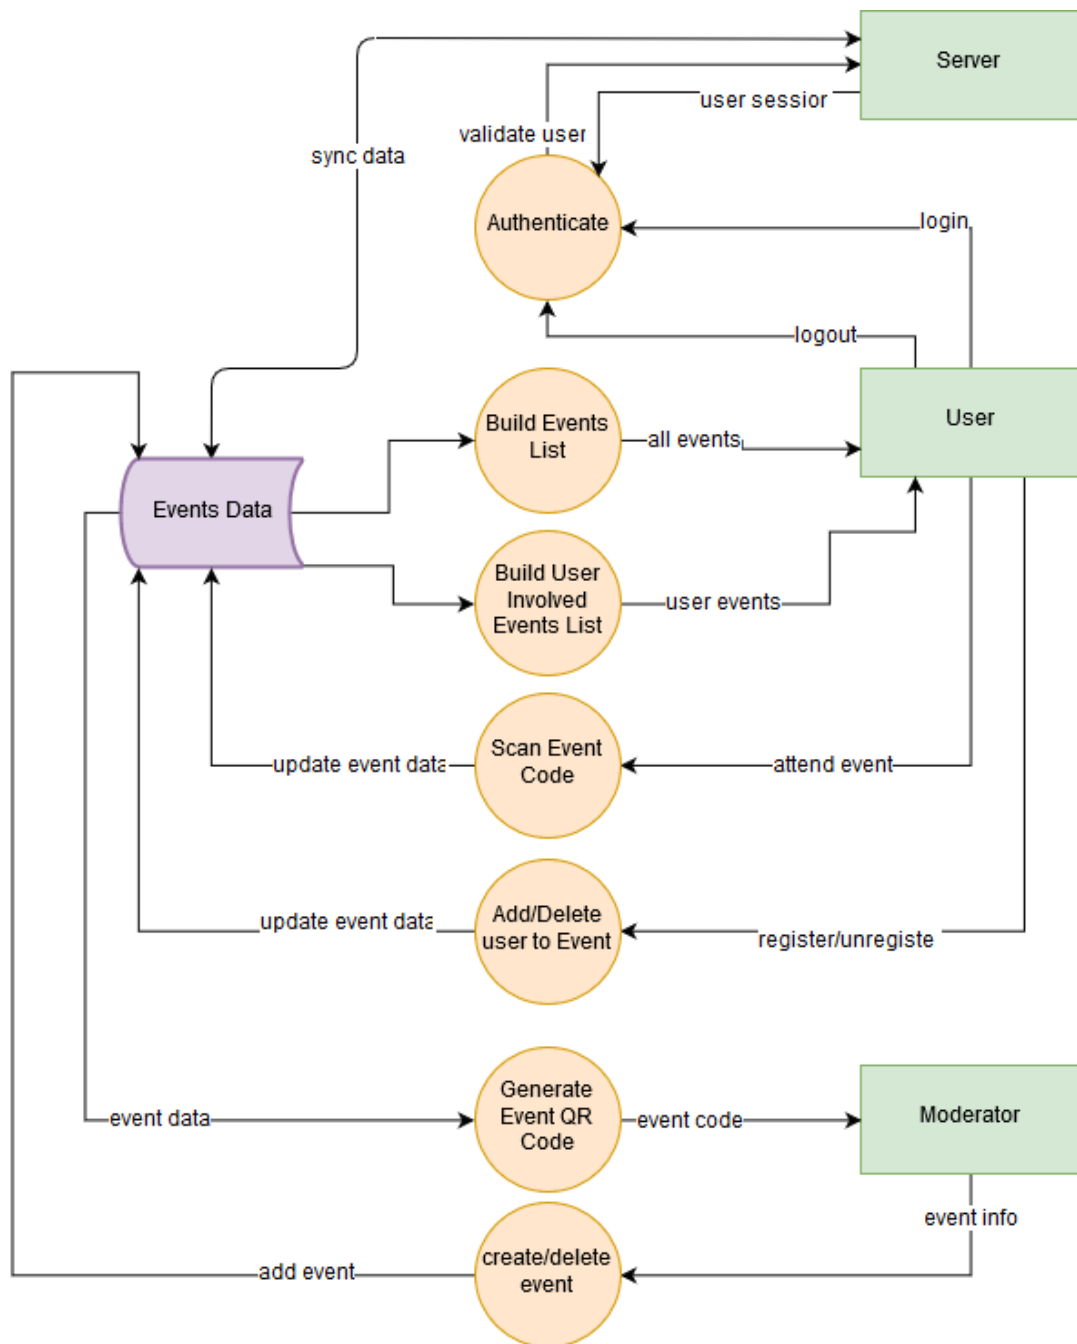 Server
user sessior
validate user
sync data
Authenticate
login
logout
Build Events
List
all events
User
Events Data
Build User
Involved
Events List
user events
Scan Event
Code
update event data
attend event
Add/Delete
user to Event
update event data
register/unregiste
Generate
Event QR
Code
event data
event code
Moderator
event info
create/delete
event
add event